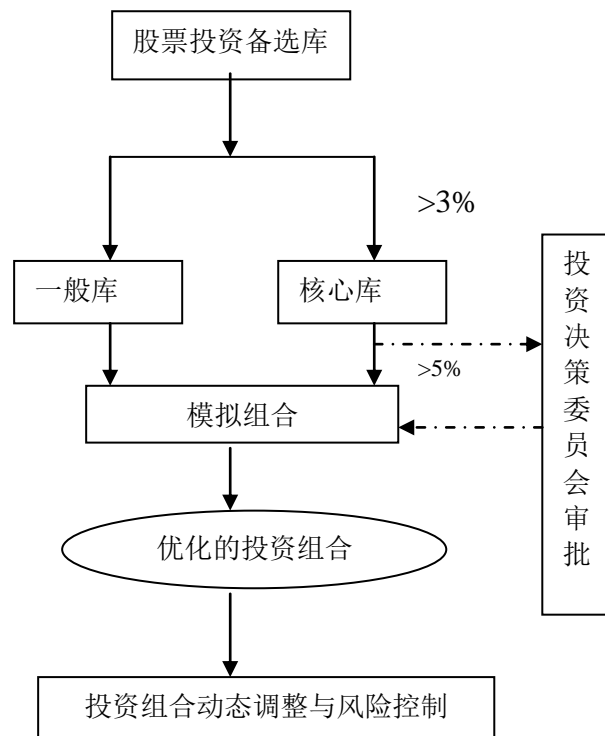 股票投资备选库
>3%
一般库
核心库
投资决策委员会审批
>5%
模拟组合
优化的投资组合
投资组合动态调整与风险控制